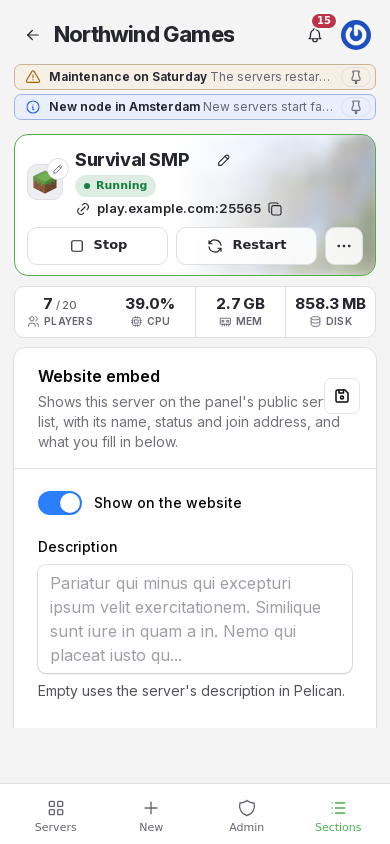 Northwind Games
15
Maintenance on Saturday The servers restar…
New node in Amsterdam New servers start fa…
Survival SMP
Running
play.example.com:25565
Stop
Restart
7 / 20
PLAYERS
39.0%
CPU
2.7 GB
MEM
858.3 MB
DISK
Website embed
Shows this server on the panel's public ser
list, with its name, status and join address, and
what you fill in below.
Show on the website
Description
Pariatur qui minus qui excepturi
ipsum velit exercitationem. Similique
sunt iure in quam a in. Nemo qui
placeat iusto qu...
Empty uses the server's description in Pelican.
Servers
New
Admin
Sections